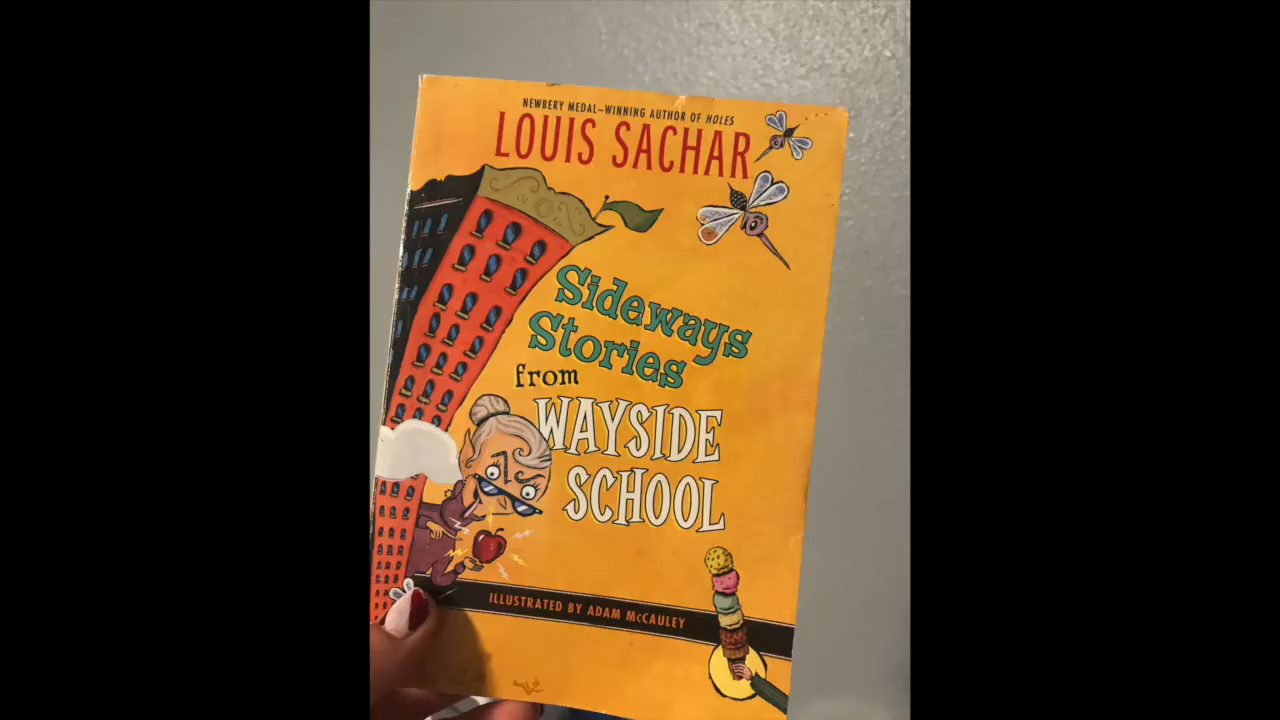 NEWBERY MEDAL–WINNING AUTHOR OF HOLES
LOUIS SACHAR
Sideways
Stories
from
WAYSIDE
SCHOOL
ILLUSTRATED BY ADAM McCAULEY